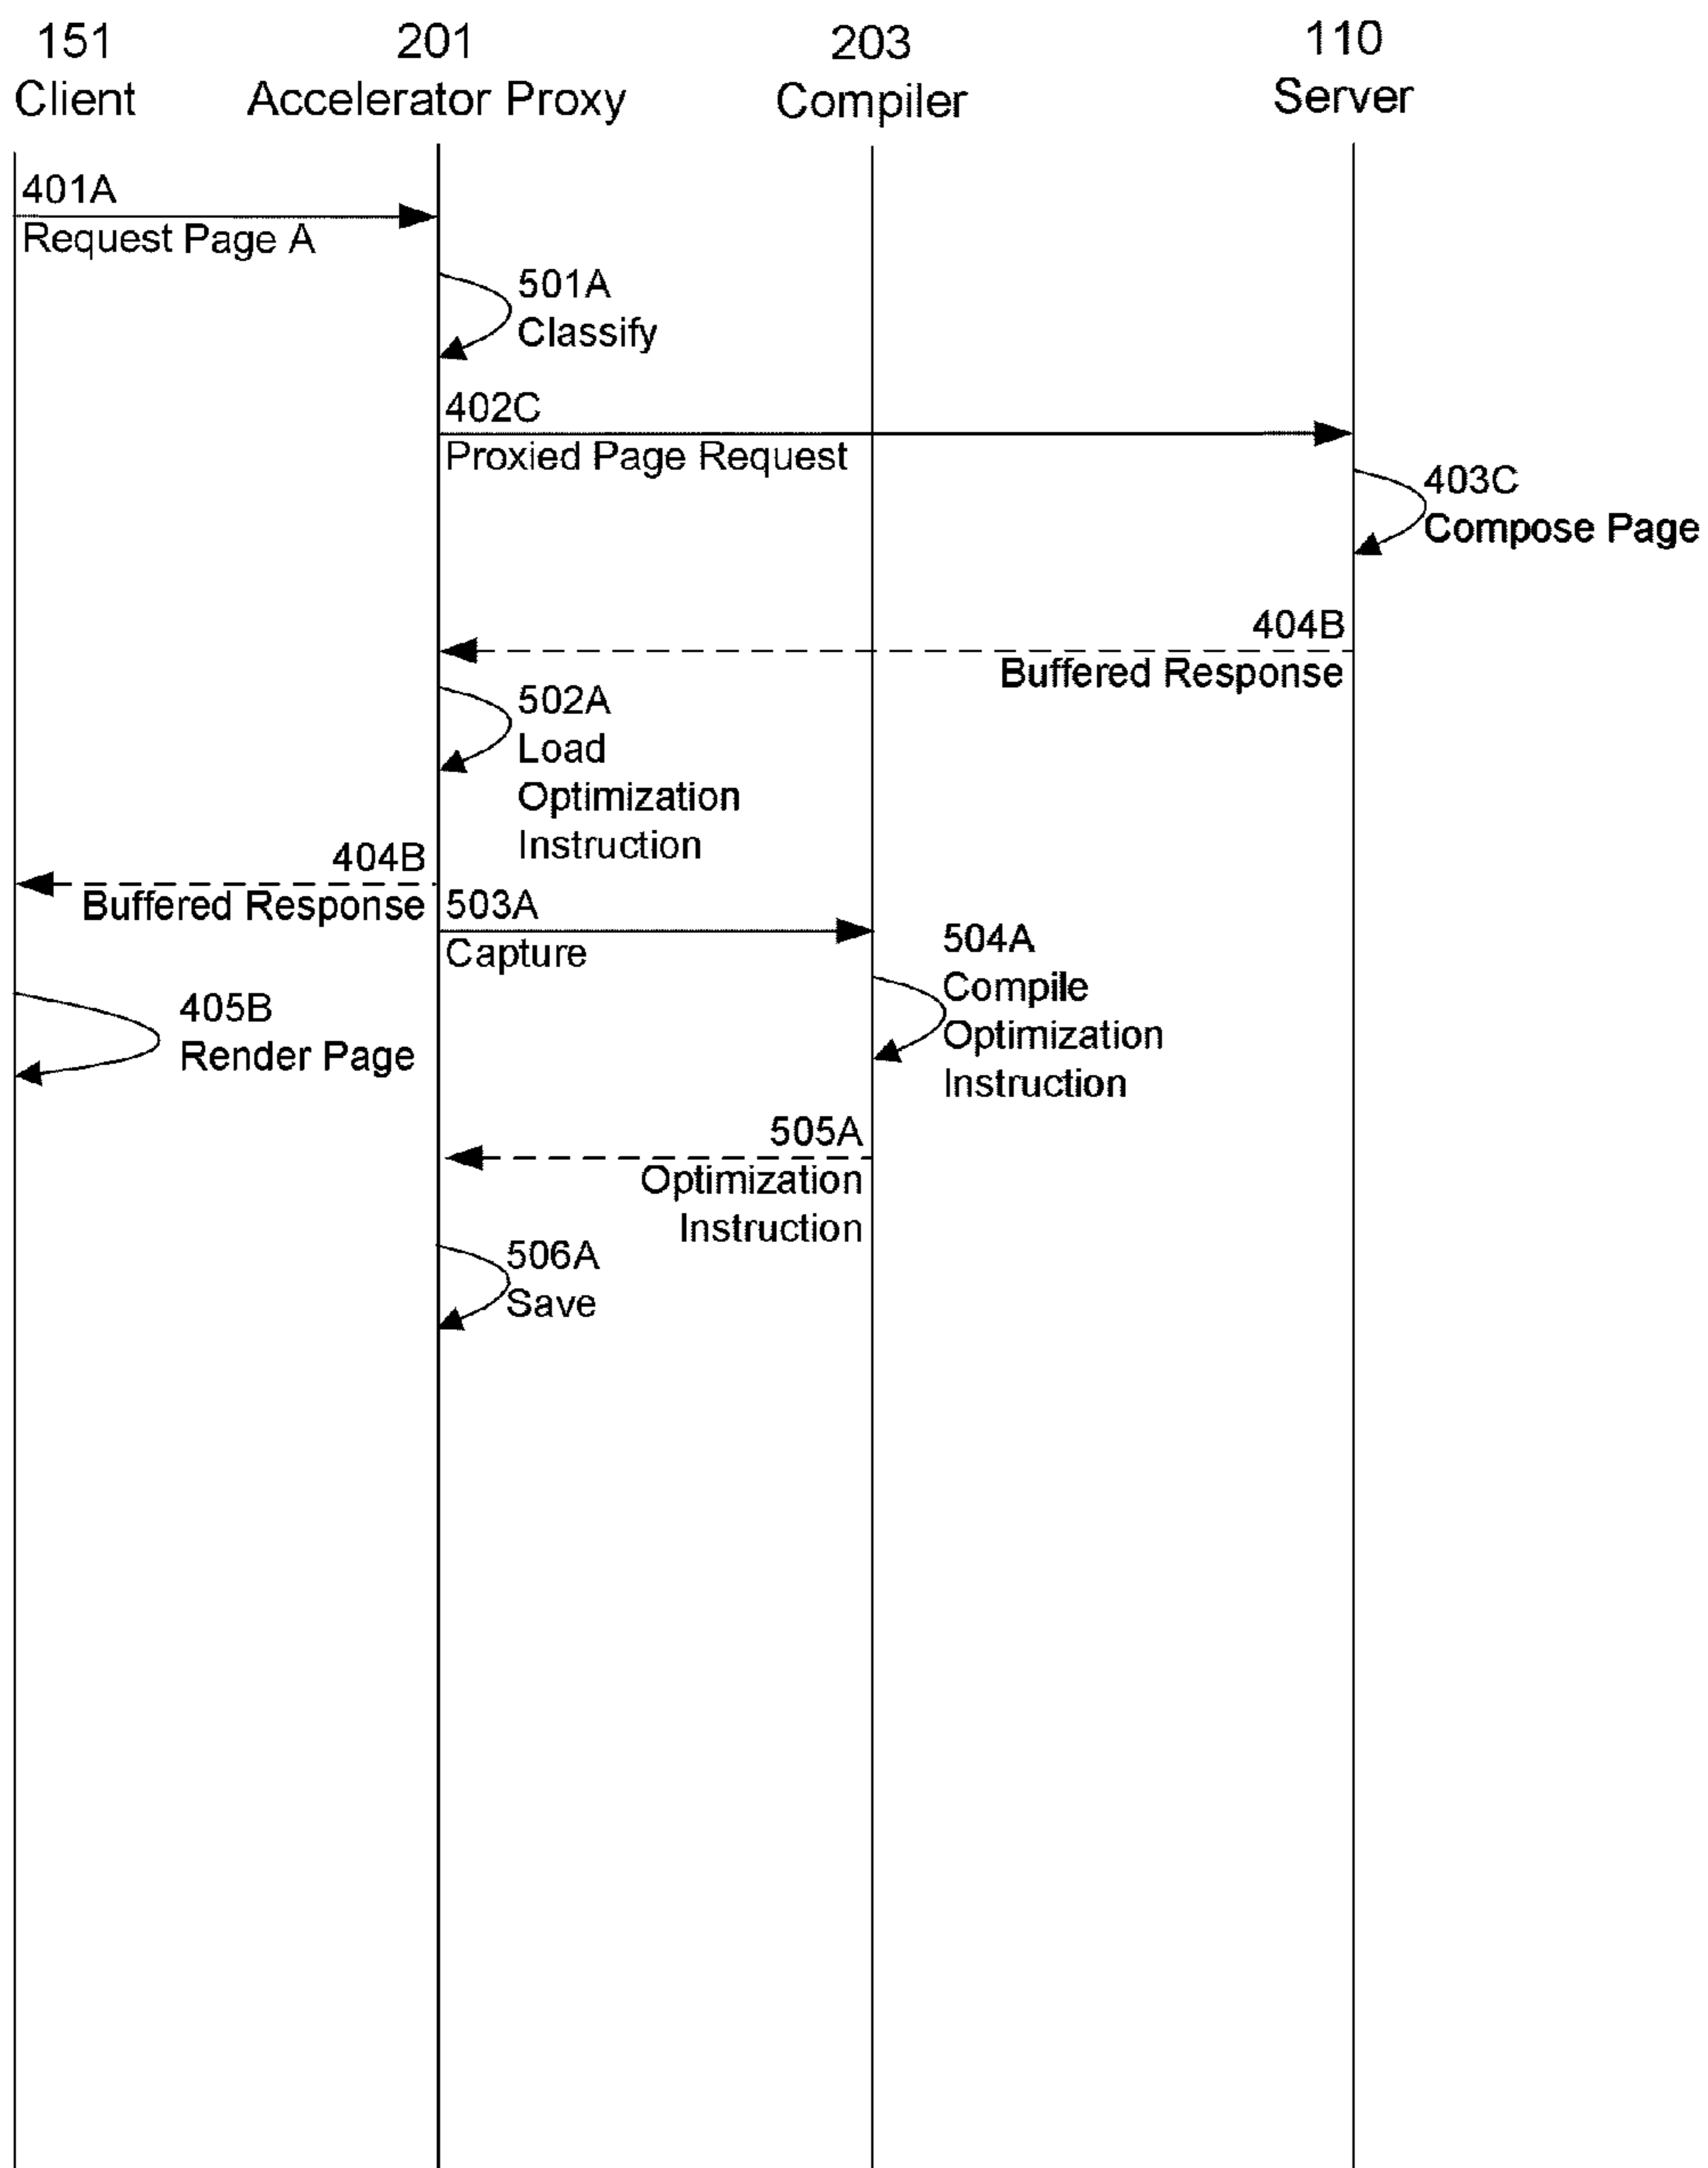 151
Client
201
Accelerator Proxy
203
Compiler
110
Server
401A
Request Page A
501A
Classify
402C
Proxied Page Request
403C
Compose Page
404B
Buffered Response
502A
Load
Optimization
Instruction
404B
Buffered Response
503A
Capture
504A
Compile
Optimization
Instruction
405B
Render Page
505A
Optimization
Instruction
506A
Save